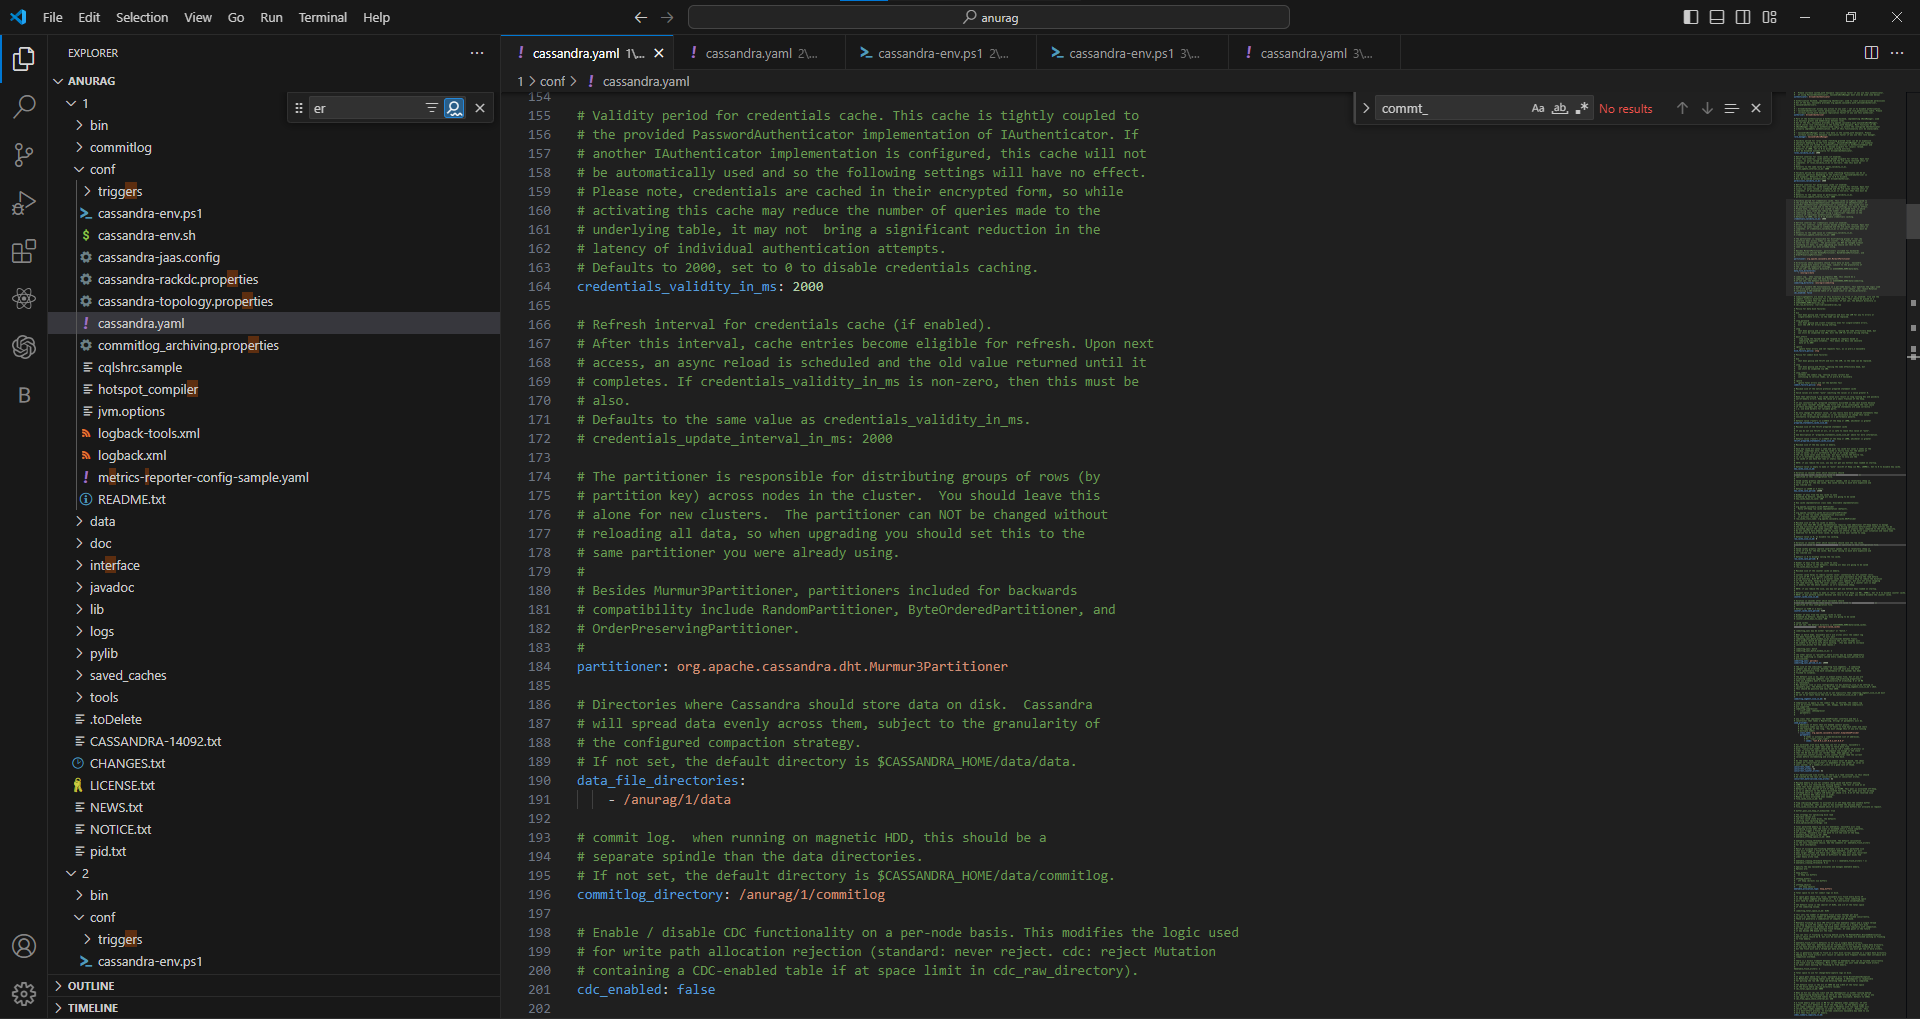 File Edit Selection View Go Run Terminal Help
anurag
EXPLORER
ANURAG
er
1
bin
commitlog
conf
triggers
cassandra-env.ps1
cassandra-env.sh
cassandra-jaas.config
cassandra-rackdc.properties
cassandra-topology.properties
cassandra.yaml
commitlog_archiving.properties
cqlshrc.sample
hotspot_compiler
jvm.options
logback-tools.xml
logback.xml
metrics-reporter-config-sample.yaml
README.txt
data
doc
interface
javadoc
lib
logs
pylib
saved_caches
tools
.toDelete
CASSANDRA-14092.txt
CHANGES.txt
LICENSE.txt
NEWS.txt
NOTICE.txt
pid.txt
2
bin
conf
triggers
cassandra-env.ps1
OUTLINE
TIMELINE
B
cassandra.yaml 1\... cassandra.yaml 2\... cassandra-env.ps1 2\... cassandra-env.ps1 3\... cassandra.yaml 3\...
1 > conf > ! cassandra.yaml
commt_ Aa ab No results
154
155 # Validity period for credentials cache. This cache is tightly coupled to
156 # the provided PasswordAuthenticator implementation of IAuthenticator. If
157 # another IAuthenticator implementation is configured, this cache will not
158 # be automatically used and so the following settings will have no effect.
159 # Please note, credentials are cached in their encrypted form, so while
160 # activating this cache may reduce the number of queries made to the
161 # underlying table, it may not  bring a significant reduction in the
162 # latency of individual authentication attempts.
163 # Defaults to 2000, set to 0 to disable credentials caching.
164 credentials_validity_in_ms: 2000
165
166 # Refresh interval for credentials cache (if enabled).
167 # After this interval, cache entries become eligible for refresh. Upon next
168 # access, an async reload is scheduled and the old value returned until it
169 # completes. If credentials_validity_in_ms is non-zero, then this must be
170 # also.
171 # Defaults to the same value as credentials_validity_in_ms.
172 # credentials_update_interval_in_ms: 2000
173
174 # The partitioner is responsible for distributing groups of rows (by
175 # partition key) across nodes in the cluster.  You should leave this
176 # alone for new clusters.  The partitioner can NOT be changed without
177 # reloading all data, so when upgrading you should set this to the
178 # same partitioner you were already using.
179 #
180 # Besides Murmur3Partitioner, partitioners included for backwards
181 # compatibility include RandomPartitioner, ByteOrderedPartitioner, and
182 # OrderPreservingPartitioner.
183 #
184 partitioner: org.apache.cassandra.dht.Murmur3Partitioner
185
186 # Directories where Cassandra should store data on disk.  Cassandra
187 # will spread data evenly across them, subject to the granularity of
188 # the configured compaction strategy.
189 # If not set, the default directory is $CASSANDRA_HOME/data/data.
190 data_file_directories:
191 - /anurag/1/data
192
193 # commit log.  when running on magnetic HDD, this should be a
194 # separate spindle than the data directories.
195 # If not set, the default directory is $CASSANDRA_HOME/data/commitlog.
196 commitlog_directory: /anurag/1/commitlog
197
198 # Enable / disable CDC functionality on a per-node basis. This modifies the logic used
199 # for write path allocation rejection (standard: never reject. cdc: reject Mutation
200 # containing a CDC-enabled table if at space limit in cdc_raw_directory).
201 cdc_enabled: false
202